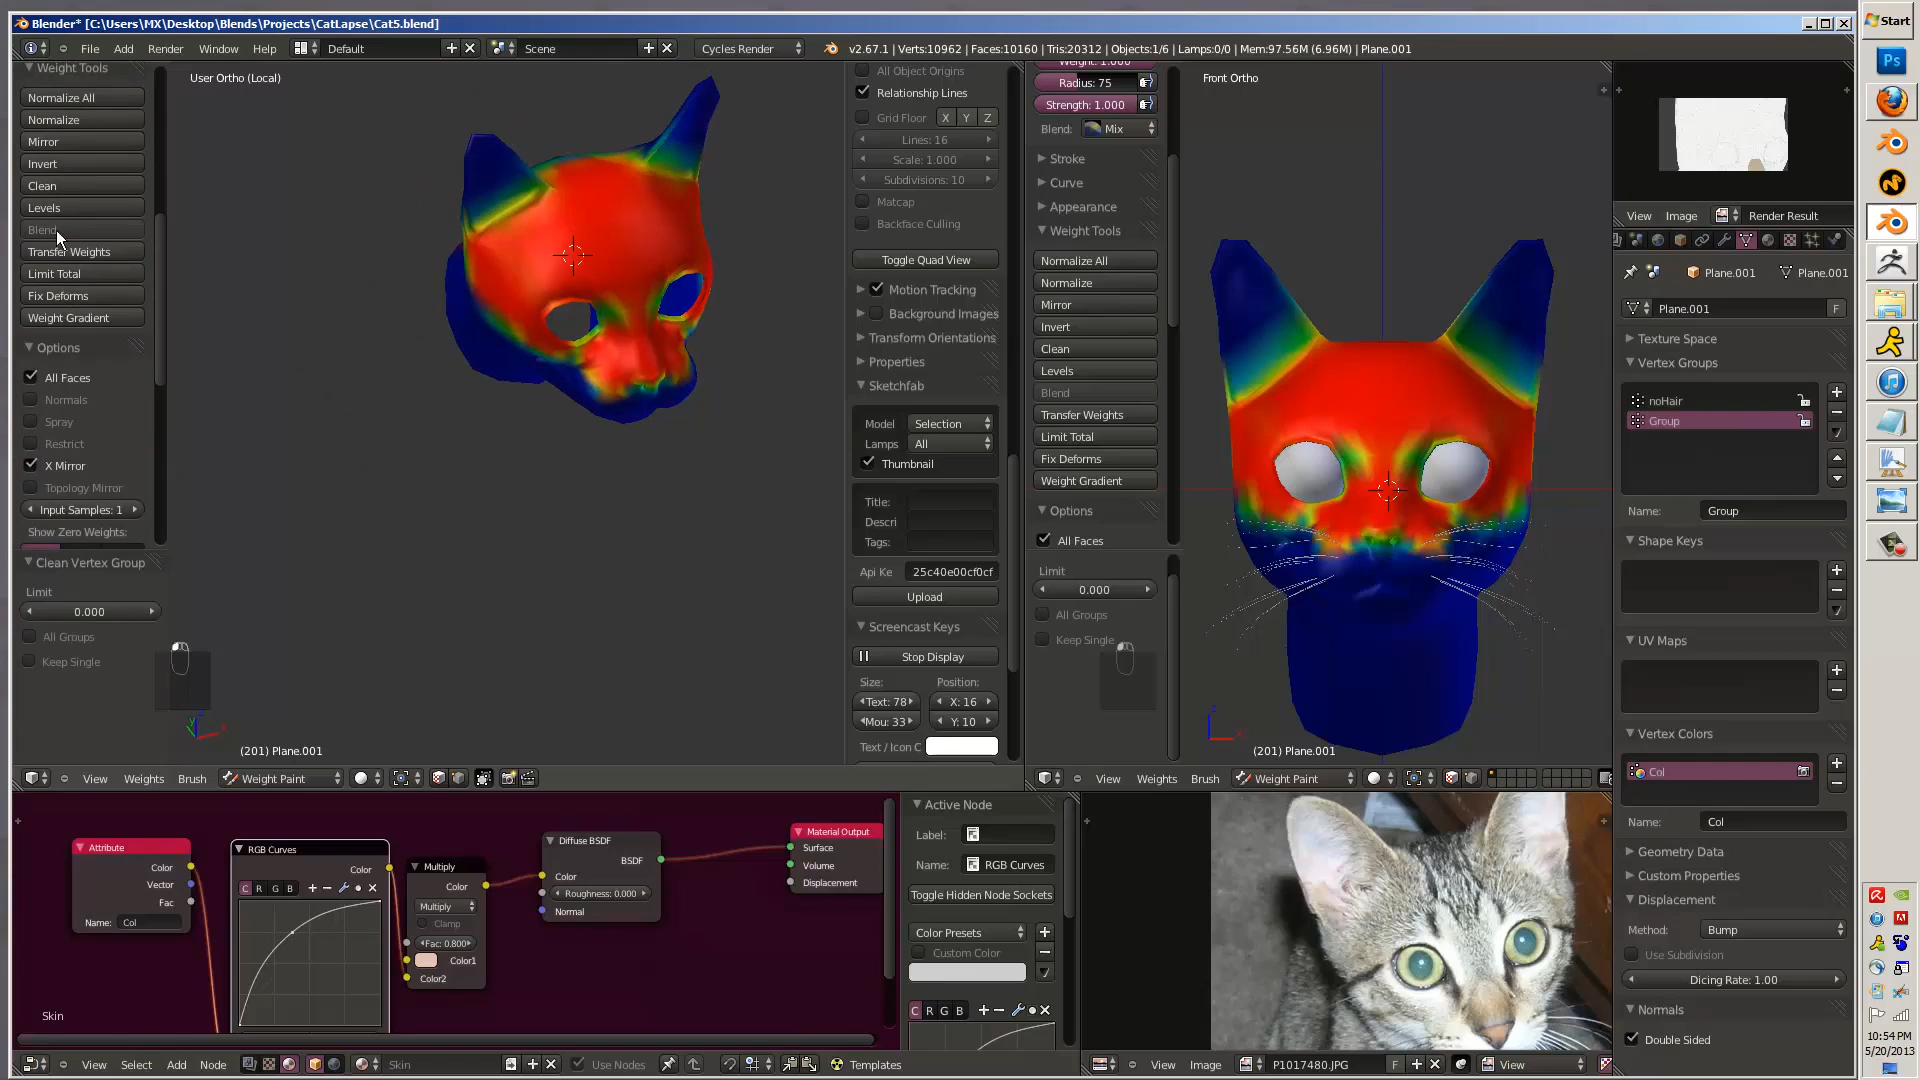 Blender* [C:\Users\MX\Desktop\Blends\Projects\CatLapse\Cat5.blend]
Start
File Add Render Window Help Default Scene Cycles Render v2.67.1 | Verts:10962 | Faces:10160 | Tris:20312 | Objects:1/6 | Lamps:0/0 | Mem:97.56M (6.96M) | Plane.001
Weight Tools
Normalize All
Normalize
Mirror
Invert
Clean
Levels
Blend
Transfer Weights
Limit Total
Fix Deforms
Weight Gradient
Options
All Faces
Normals
Spray
Restrict
X Mirror
Topology Mirror
Input Samples: 1
Show Zero Weights:
Clean Vertex Group
Limit
0.000
All Groups
Keep Single
User Ortho (Local)
(201) Plane.001
View Weights Brush Weight Paint
All Object Origins
Relationship Lines
Grid Floor X Y Z
Lines: 16
Scale: 1.000
Subdivisions: 10
Matcap
Backface Culling
Toggle Quad View
Motion Tracking
Background Images
Transform Orientations
Properties
Sketchfab
Model Selection
Lamps All
Thumbnail
Title:
Descri
Tags:
Api Ke 25c40e00cf0cf
Upload
Screencast Keys
Stop Display
Size: Position:
Text: 78 X: 16
Mou: 33 Y: 10
Text / Icon C
Weight: 1.000
Radius: 75
Strength: 1.000
Blend: Mix
Stroke
Curve
Appearance
Weight Tools
Normalize All
Normalize
Mirror
Invert
Clean
Levels
Blend
Transfer Weights
Limit Total
Fix Deforms
Weight Gradient
Options
All Faces
Limit
0.000
All Groups
Keep Single
Front Ortho
(201) Plane.001
View Weights Brush Weight Paint
View Image Render Result
Plane.001 Plane.001
Plane.001 F
Texture Space
Vertex Groups
noHair
Group
Name: Group
Shape Keys
UV Maps
Vertex Colors
Col
Name: Col
Geometry Data
Custom Properties
Displacement
Method: Bump
Use Subdivision
Dicing Rate: 1.00
Normals
Double Sided
Attribute
Color
Vector
Fac
Name: Col
RGB Curves
Color
C R G B
Multiply
Color
Multiply
Clamp
Fac: 0.800
Color1
Color2
Diffuse BSDF
BSDF
Color
Roughness: 0.000
Normal
Material Output
Surface
Volume
Displacement
Skin
View Select Add Node Skin Use Nodes Templates
Active Node
Label:
Name: RGB Curves
Toggle Hidden Node Sockets
Color Presets
Custom Color
C R G B
View Image P1017480.JPG F View
Ps
10:54 PM
5/20/2013